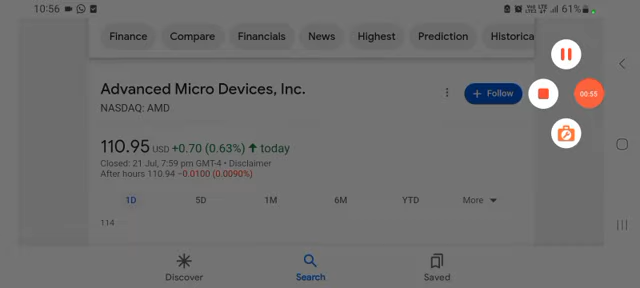 10:56 61%
Finance Compare Financials News Highest Prediction Historica
Advanced Micro Devices, Inc.
+ Follow
00:55
NASDAQ: AMD
110.95 USD +0.70 (0.63%) ↑ today
Closed: 21 Jul, 7:59 pm GMT-4 • Disclaimer
After hours 110.94 −0.0100 (0.0090%)
1D 5D 1M 6M YTD More
114
Discover Search Saved